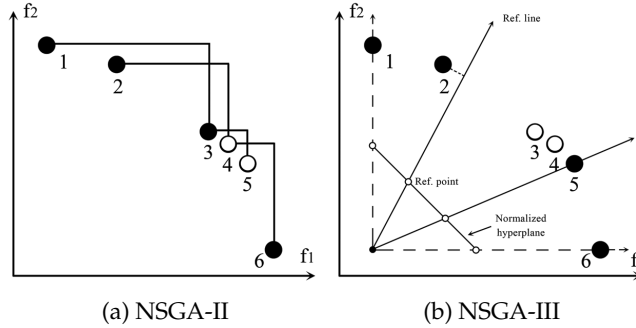 f2
1
2
3
4
5
6
f1
(a) NSGA-II
f2
Ref. line
1
2
3
4
5
Ref. point
Normalized
hyperplane
6
f
(b) NSGA-III